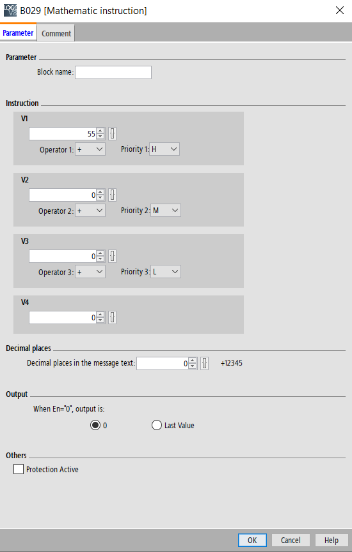 B029 [Mathematic instruction]
Parameter Comment
Parameter
Block name:
Instruction
V1
55
Operator 1: + Priority 1: H
V2
0
Operator 2: + Priority 2: M
V3
0
Operator 3: + Priority 3: L
V4
0
Decimal places
Decimal places in the message text: 0 +12345
Output
When En="0", output is:
0 Last Value
Others
Protection Active
OK Cancel Help